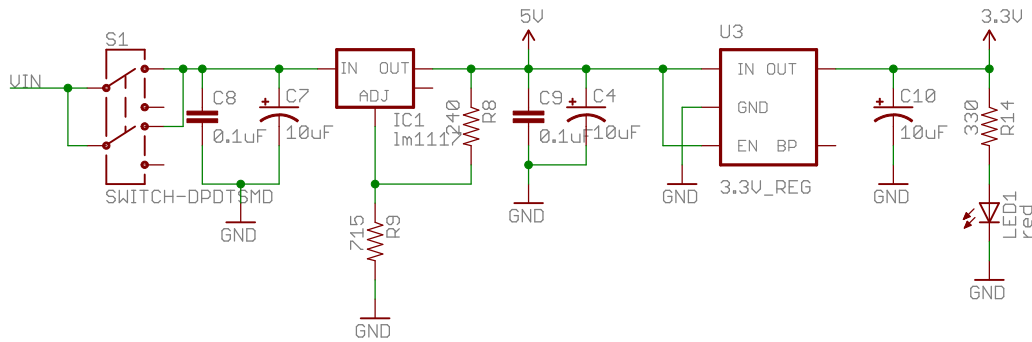 VIN
S1
SWITCH-DPDTSMD
C8
0.1uF
C7
10uF
GND
IN OUT
ADJ
IC1
lm1117
240
R8
715
R9
GND
5V
C9
0.1uF
C4
10uF
GND
U3
IN OUT
GND
EN BP
3.3V_REG
GND
C10
10uF
GND
3.3V
330
R14
LED1
red
GND